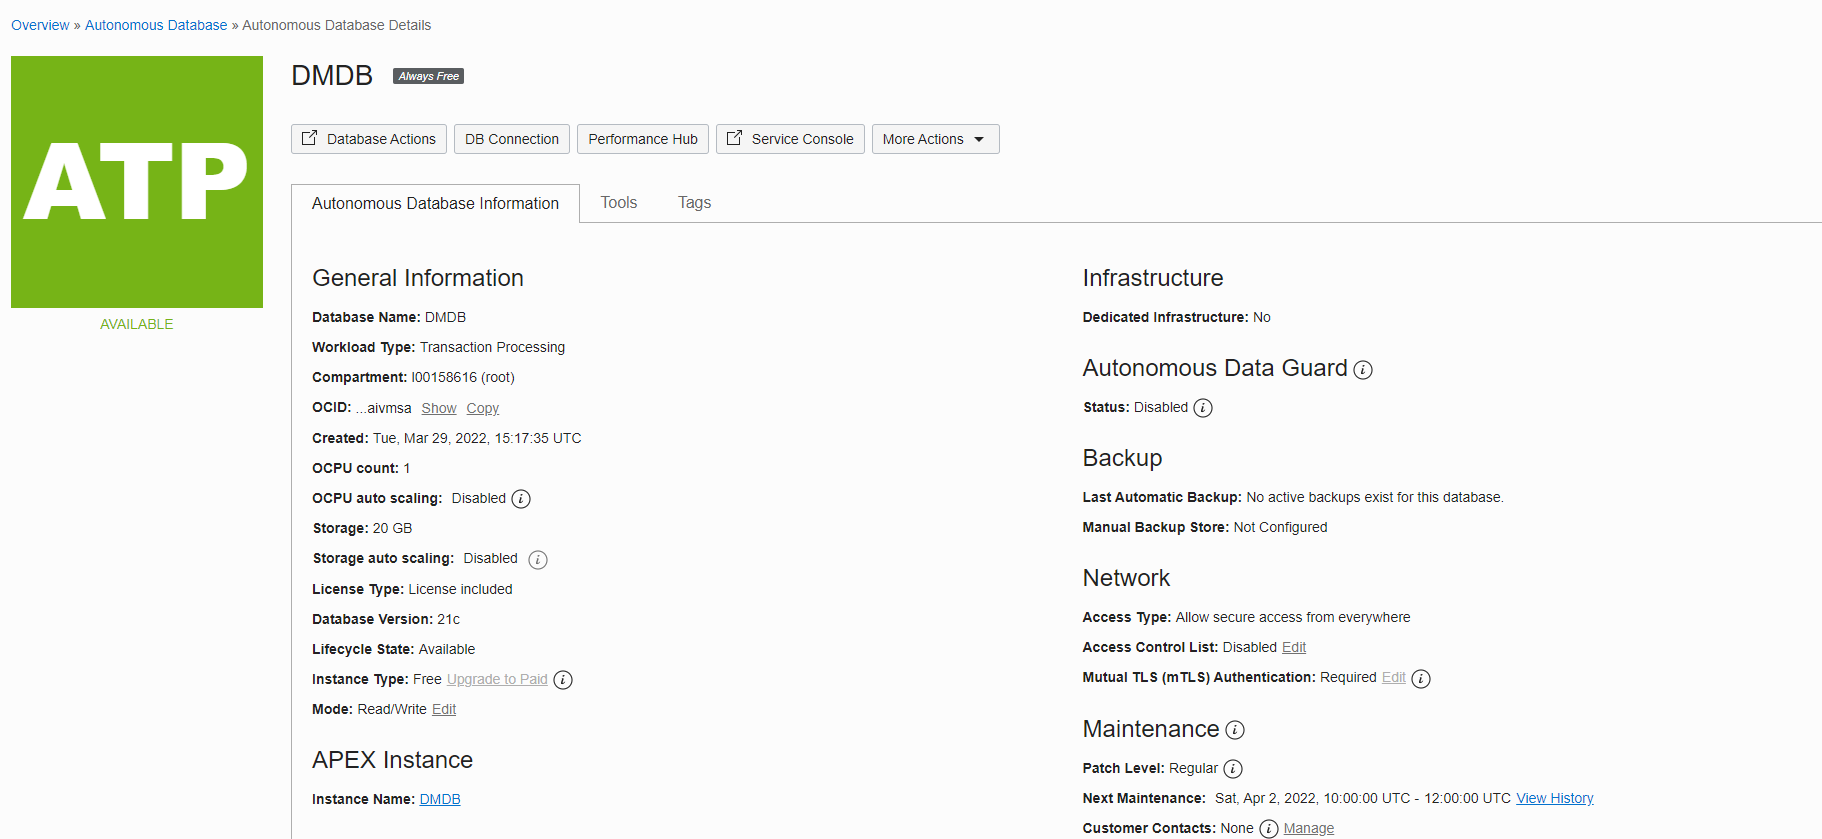 Overview » Autonomous Database » Autonomous Database Details
ATP
AVAILABLE
DMDB Always Free
Database Actions DB Connection Performance Hub Service Console More Actions
Autonomous Database Information Tools Tags
General Information
Database Name: DMDB
Workload Type: Transaction Processing
Compartment: I00158616 (root)
OCID: ...aivmsa Show Copy
Created: Tue, Mar 29, 2022, 15:17:35 UTC
OCPU count: 1
OCPU auto scaling: Disabled i
Storage: 20 GB
Storage auto scaling: Disabled i
License Type: License included
Database Version: 21c
Lifecycle State: Available
Instance Type: Free Upgrade to Paid i
Mode: Read/Write Edit
APEX Instance
Instance Name: DMDB
Infrastructure
Dedicated Infrastructure: No
Autonomous Data Guard i
Status: Disabled i
Backup
Last Automatic Backup: No active backups exist for this database.
Manual Backup Store: Not Configured
Network
Access Type: Allow secure access from everywhere
Access Control List: Disabled Edit
Mutual TLS (mTLS) Authentication: Required Edit i
Maintenance i
Patch Level: Regular i
Next Maintenance: Sat, Apr 2, 2022, 10:00:00 UTC - 12:00:00 UTC View History
Customer Contacts: None i Manage